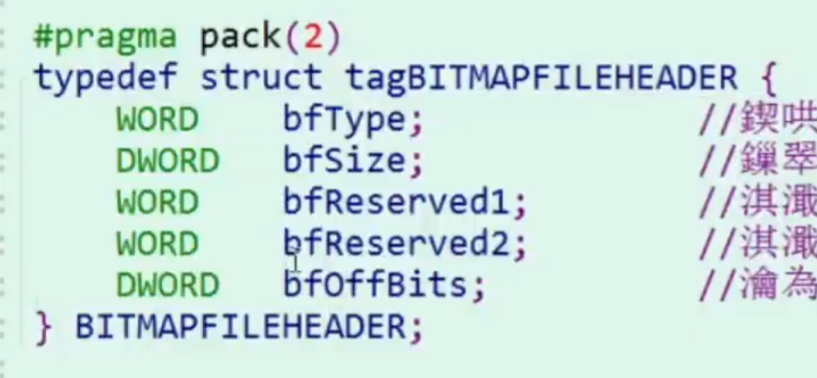 #pragma pack(2)
typedef struct tagBITMAPFILEHEADER {
WORD bfType; //鍥哄
DWORD bfSize; //鏁翠
WORD bfReserved1; //淇濈
WORD bfReserved2; //淇濈
DWORD bfOffBits; //瀹為
} BITMAPFILEHEADER;